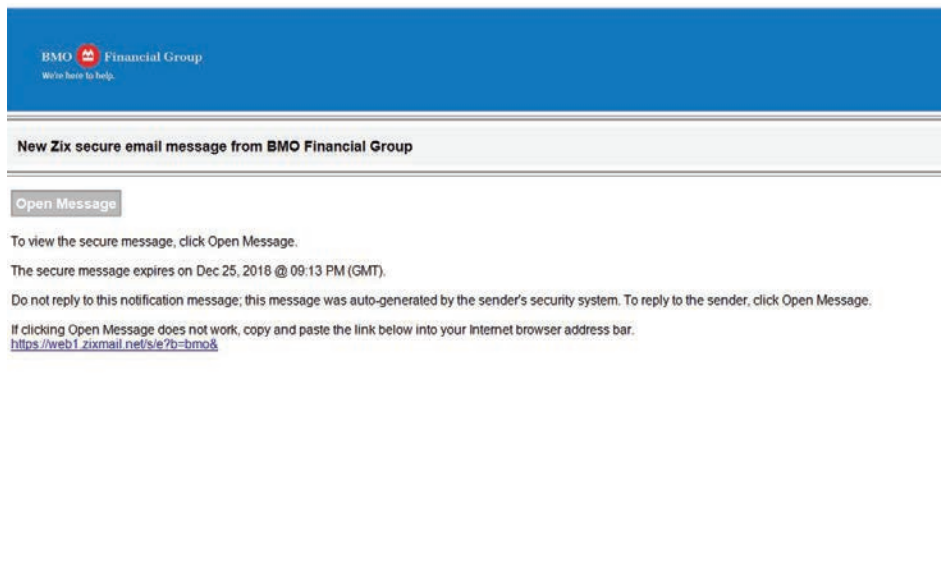 BMO Financial Group
We're here to help.
New Zix secure email message from BMO Financial Group
Open Message
To view the secure message, click Open Message.
The secure message expires on Dec 25, 2018 @ 09:13 PM (GMT).
Do not reply to this notification message; this message was auto-generated by the sender's security system. To reply to the sender, click Open Message.
If clicking Open Message does not work, copy and paste the link below into your Internet browser address bar.
https://web1.zixmail.net/s/e?b=bmo&